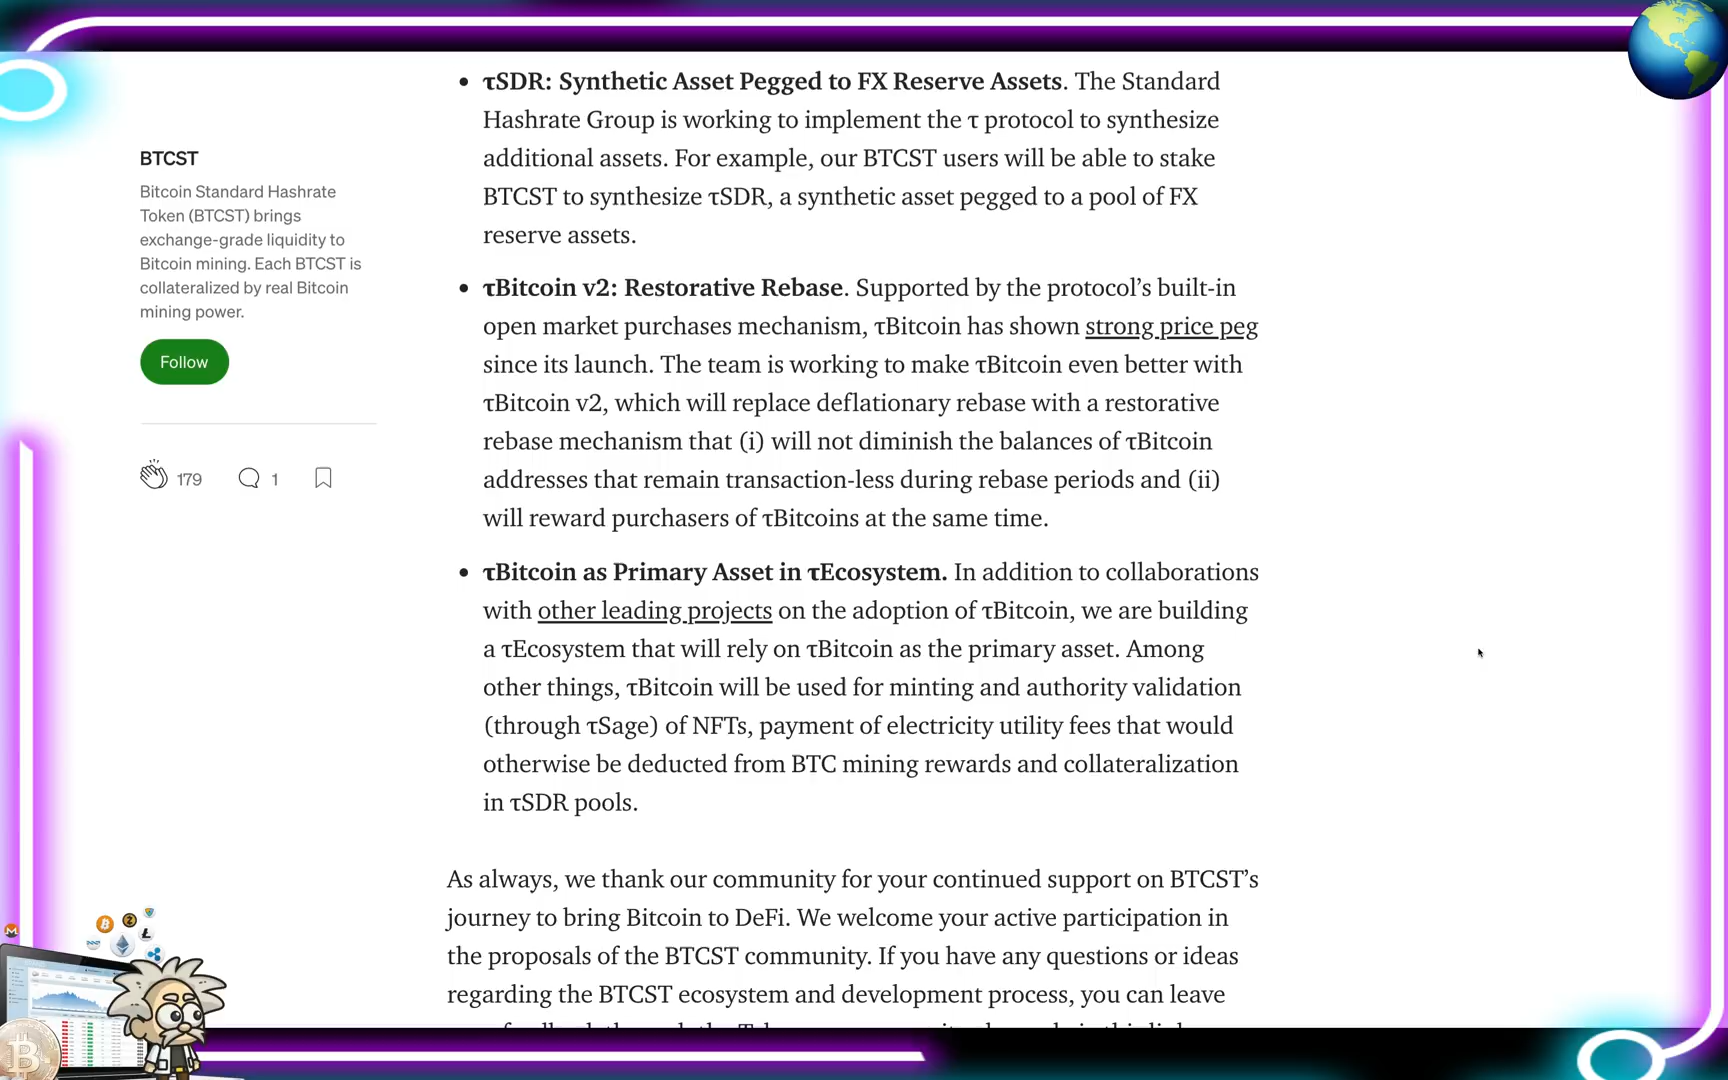 BTCST
Bitcoin Standard Hashrate
Token (BTCST) brings
exchange-grade liquidity to
Bitcoin mining. Each BTCST is
collateralized by real Bitcoin
mining power.
Follow
179 1
• τSDR: Synthetic Asset Pegged to FX Reserve Assets. The Standard
Hashrate Group is working to implement the τ protocol to synthesize
additional assets. For example, our BTCST users will be able to stake
BTCST to synthesize τSDR, a synthetic asset pegged to a pool of FX
reserve assets.
• τBitcoin v2: Restorative Rebase. Supported by the protocol’s built-in
open market purchases mechanism, τBitcoin has shown strong price peg
since its launch. The team is working to make τBitcoin even better with
τBitcoin v2, which will replace deflationary rebase with a restorative
rebase mechanism that (i) will not diminish the balances of τBitcoin
addresses that remain transaction-less during rebase periods and (ii)
will reward purchasers of τBitcoins at the same time.
• τBitcoin as Primary Asset in τEcosystem. In addition to collaborations
with other leading projects on the adoption of τBitcoin, we are building
a τEcosystem that will rely on τBitcoin as the primary asset. Among
other things, τBitcoin will be used for minting and authority validation
(through τSage) of NFTs, payment of electricity utility fees that would
otherwise be deducted from BTC mining rewards and collateralization
in τSDR pools.
As always, we thank our community for your continued support on BTCST’s
journey to bring Bitcoin to DeFi. We welcome your active participation in
the proposals of the BTCST community. If you have any questions or ideas
regarding the BTCST ecosystem and development process, you can leave